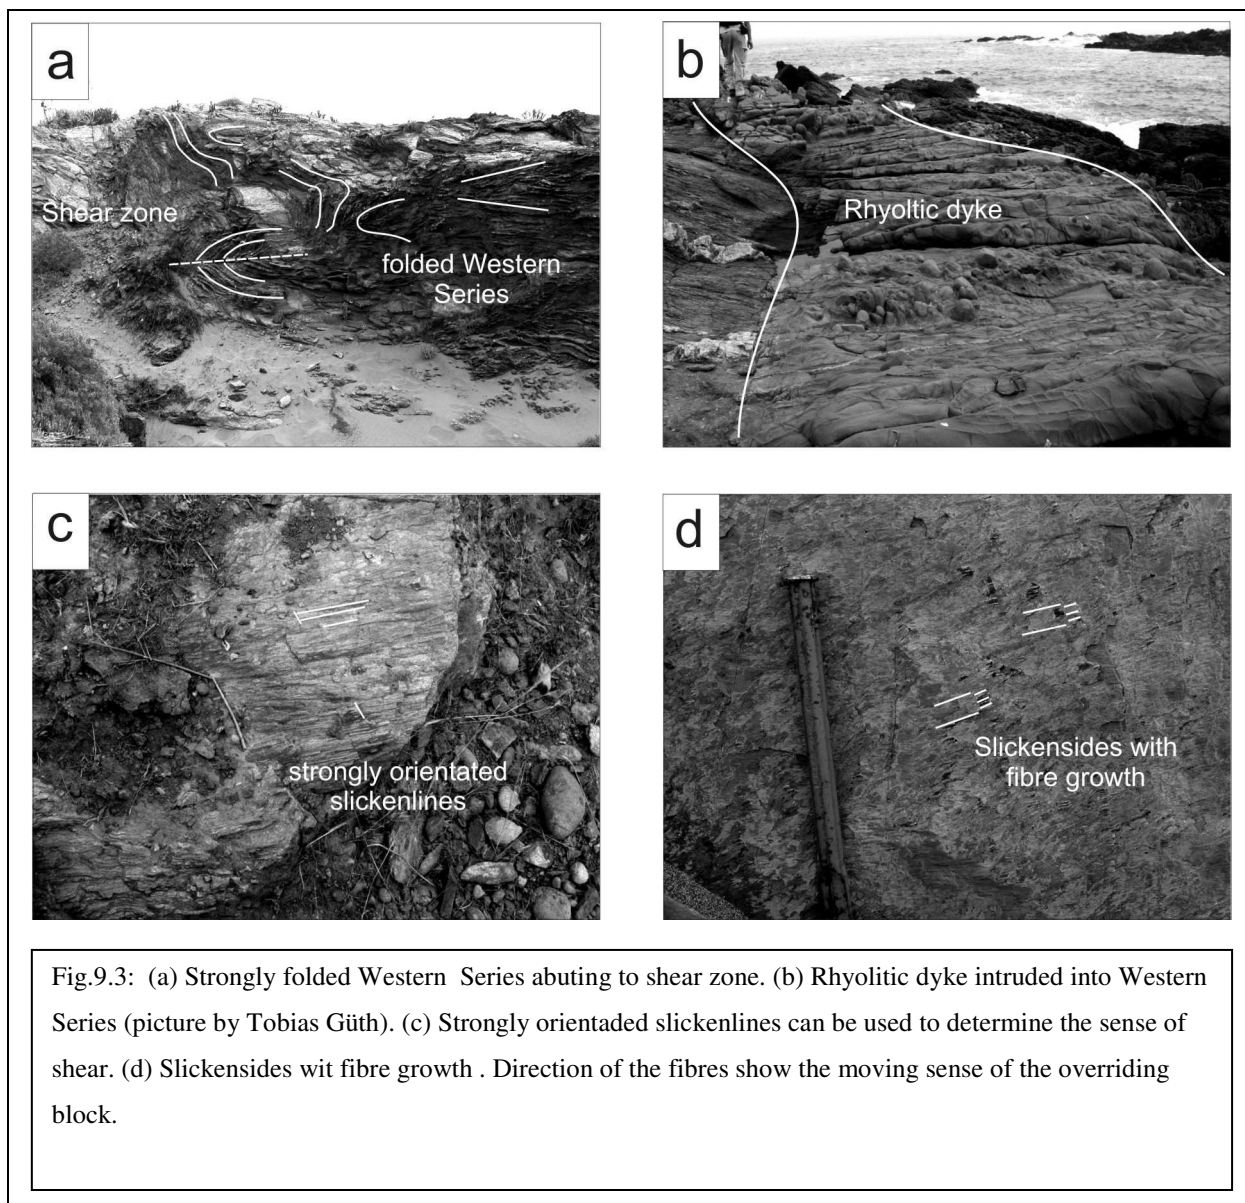 a
Shear zone
folded Western
Series
b
Rhyoltic dyke
c
strongly orientated
slickenlines
d
Slickensides with
fibre growth
Fig.9.3: (a) Strongly folded Western Series abuting to shear zone. (b) Rhyolitic dyke intruded into Western
Series (picture by Tobias Güth). (c) Strongly orientaded slickenlines can be used to determine the sense of
shear. (d) Slickensides wit fibre growth . Direction of the fibres show the moving sense of the overriding
block.